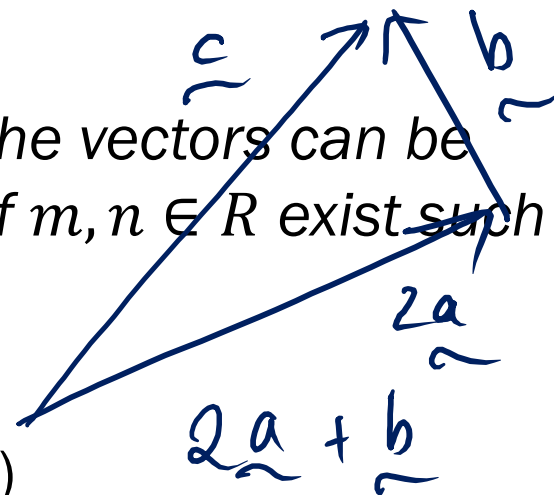 c b
he vectors can be
f m, n ∈ R exist such
2a
2a + b
)